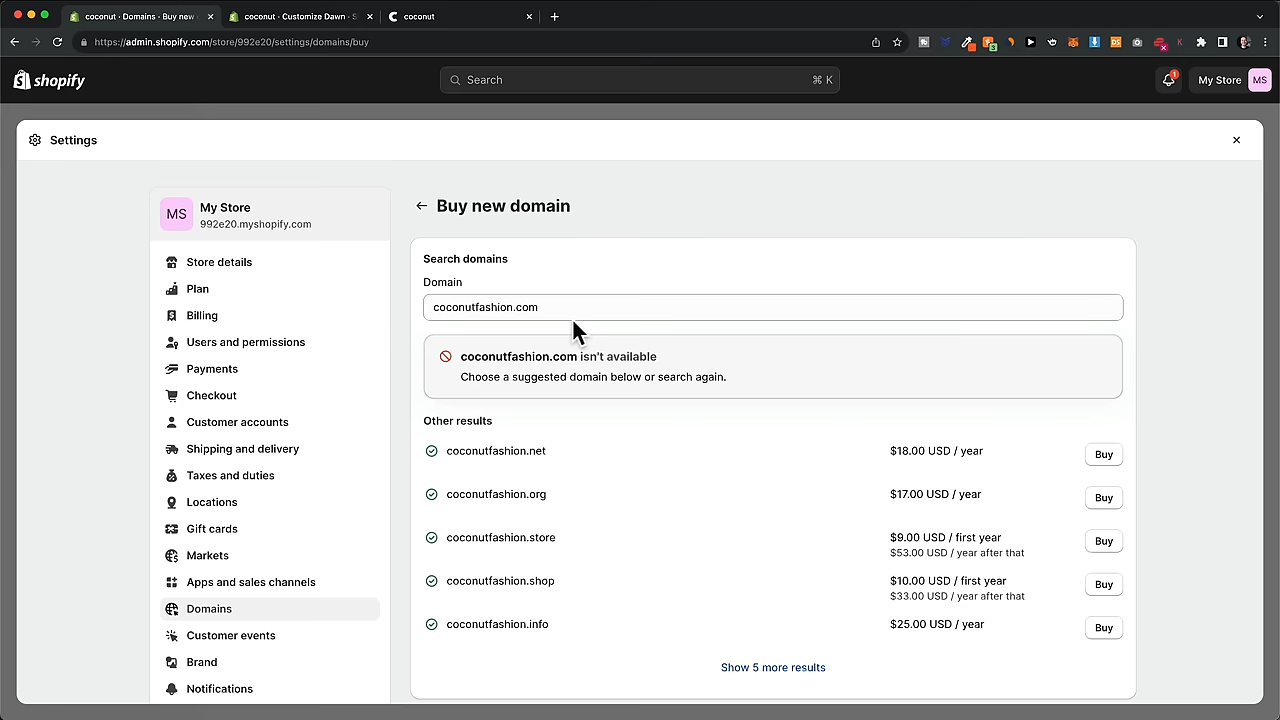 coconut · Domains · Buy new
coconut · Customize Dawn · S
coconut
https://admin.shopify.com/store/992e20/settings/domains/buy
shopify
Search
⌘ K
1
My Store
MS
Settings
MS
My Store
992e20.myshopify.com
Store details
Plan
Billing
Users and permissions
Payments
Checkout
Customer accounts
Shipping and delivery
Taxes and duties
Locations
Gift cards
Markets
Apps and sales channels
Domains
Customer events
Brand
Notifications
Buy new domain
Search domains
Domain
coconutfashion.com
coconutfashion.com isn't available
Choose a suggested domain below or search again.
Other results
coconutfashion.net $18.00 USD / year Buy
coconutfashion.org $17.00 USD / year Buy
coconutfashion.store $9.00 USD / first year Buy
$53.00 USD / year after that
coconutfashion.shop $10.00 USD / first year Buy
$33.00 USD / year after that
coconutfashion.info $25.00 USD / year Buy
Show 5 more results